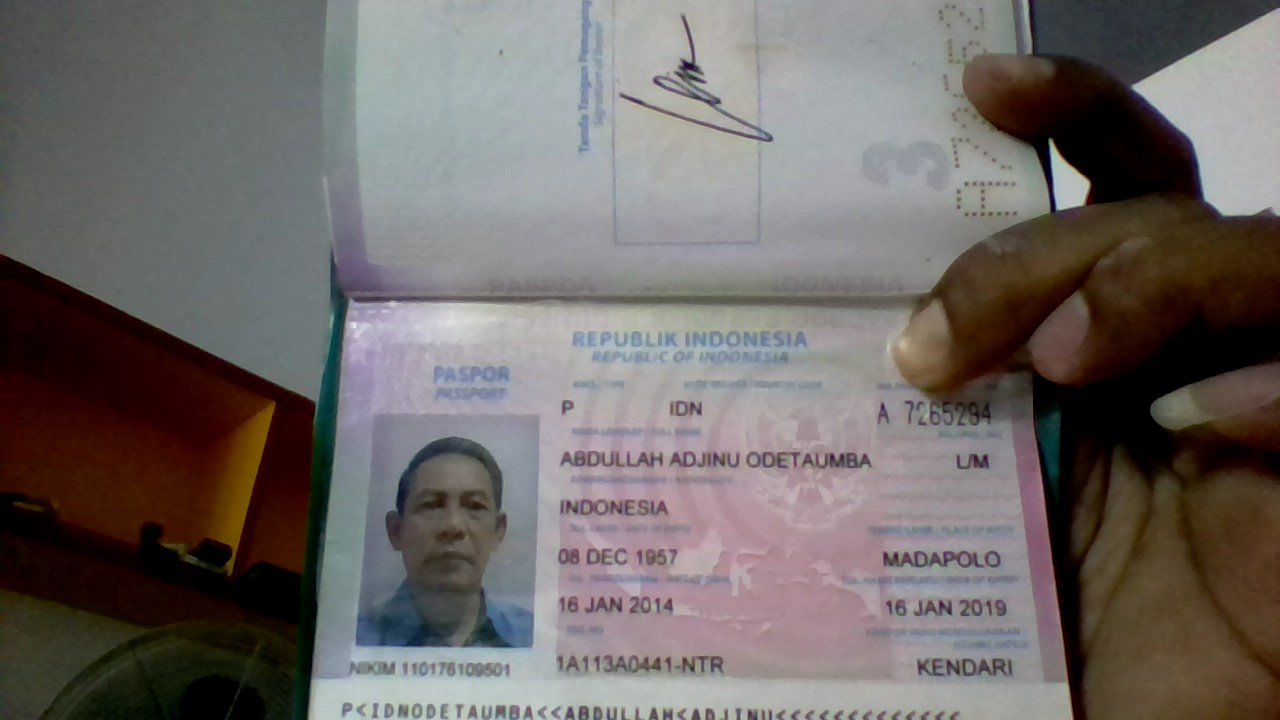 Tanda Tangan Pemegang
Signature of Bearer
3
PASPOR INDONESIA
REPUBLIK INDONESIA
REPUBLIC OF INDONESIA
PASPOR
PASSPORT
P IDN A 7265294
ABDULLAH ADJINU ODETAUMBA L/M
INDONESIA
08 DEC 1957 MADAPOLO
16 JAN 2014 16 JAN 2019
1A113A0441-NTR KENDARI
NIKIM 110176109501
P<IDNODETAUMBA<<ABDULLAH<ADJINU<<<<<<<<<<<<<<